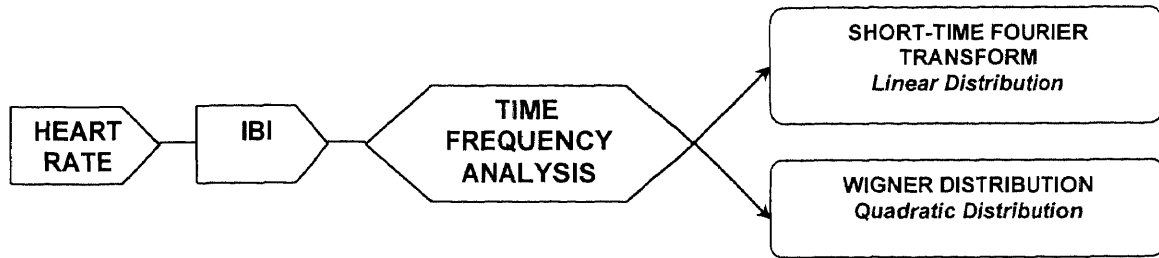 HEART
RATE
IBI
TIME
FREQUENCY
ANALYSIS
SHORT-TIME FOURIER
TRANSFORM
Linear Distribution
WIGNER DISTRIBUTION
Quadratic Distribution